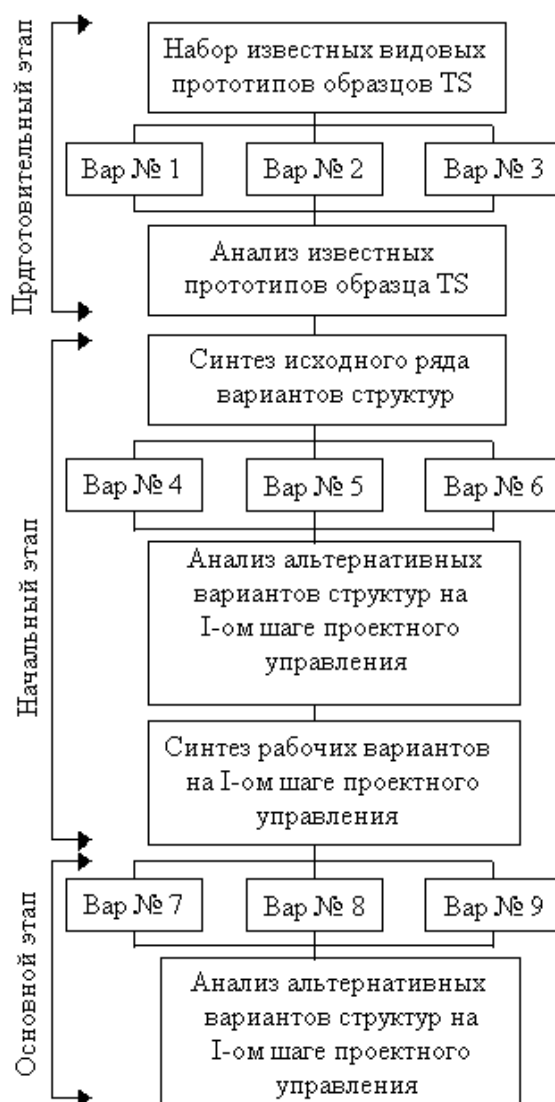 Прдготовительный этап
Набор известных видовых
прототипов образцов TS
Вар № 1
Вар № 2
Вар № 3
Анализ известных
прототипов образца TS
Начальный этап
Синтез исходного ряда
вариантов структур
Вар № 4
Вар № 5
Вар № 6
Анализ альтернативных
вариантов структур на
I-ом шаге проектного
управления
Синтез рабочих вариантов
на I-ом шаге проектного
управления
Основной этап
Вар № 7
Вар № 8
Вар № 9
Анализ альтернативных
вариантов структур на
I-ом шаге проектного
управления